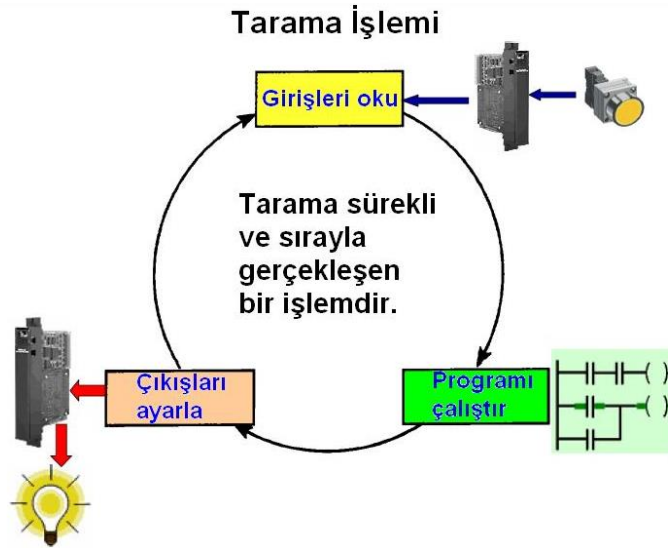 Tarama İşlemi
Girişleri oku
Tarama sürekli
ve sırayla
gerçekleşen
bir işlemdir.
Çıkışları
ayarla
Programı
çalıştır